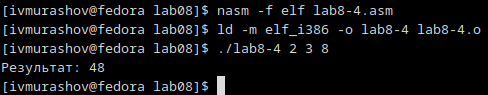 [ivmurashov@fedora lab08]$ nasm -f elf lab8-4.asm
[ivmurashov@fedora lab08]$ ld -m elf_i386 -o lab8-4 lab8-4.o
[ivmurashov@fedora lab08]$ ./lab8-4 2 3 8
Результат: 48
[ivmurashov@fedora lab08]$